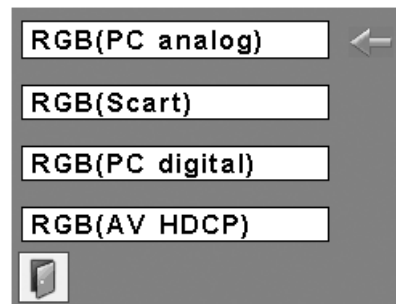 RGB(PC analog)
RGB(Scart)
RGB(PC digital)
RGB(AV HDCP)